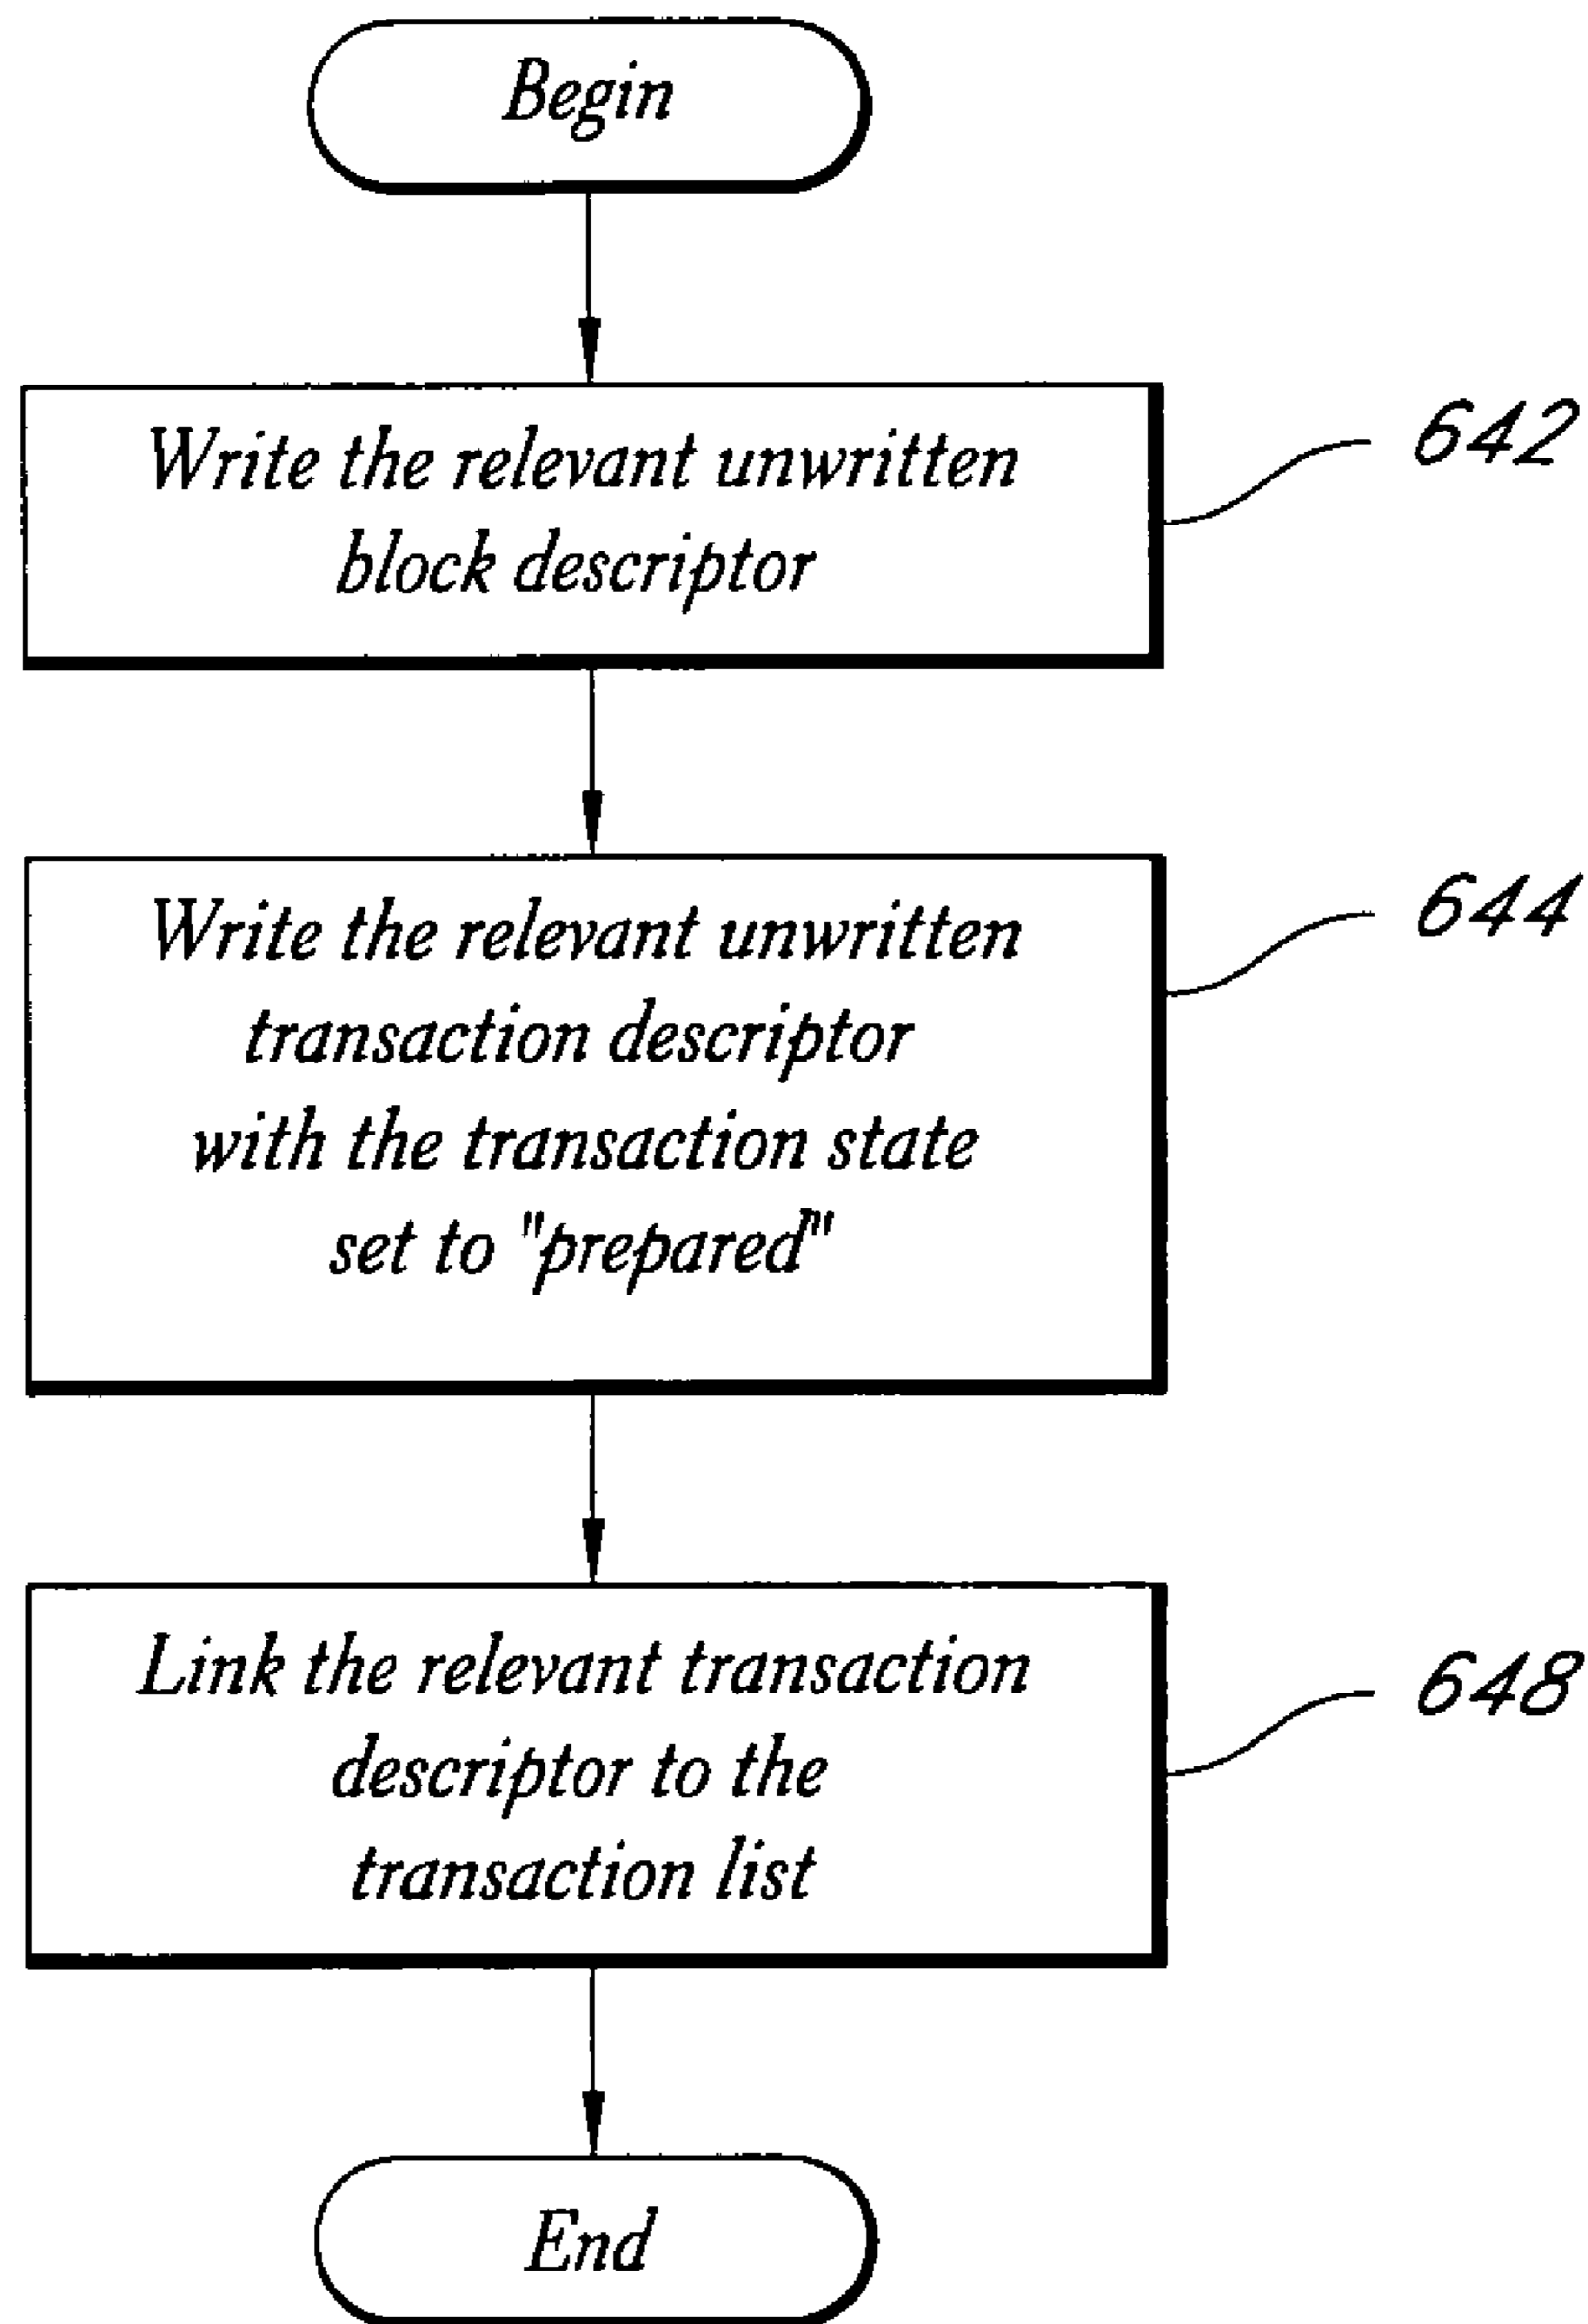 Begin
Write the relevant unwritten
block descriptor
642
Write the relevant unwritten
transaction descriptor
with the transaction state
set to "prepared"
644
Link the relevant transaction
descriptor to the
transaction list
648
End